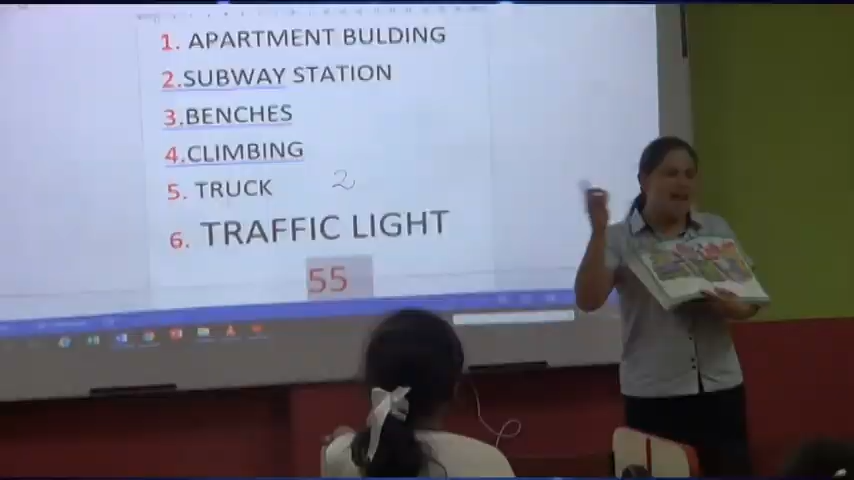 1. APARTMENT BULDING
2.SUBWAY STATION
3.BENCHES
4.CLIMBING
5. TRUCK 2
6. TRAFFIC LIGHT
55